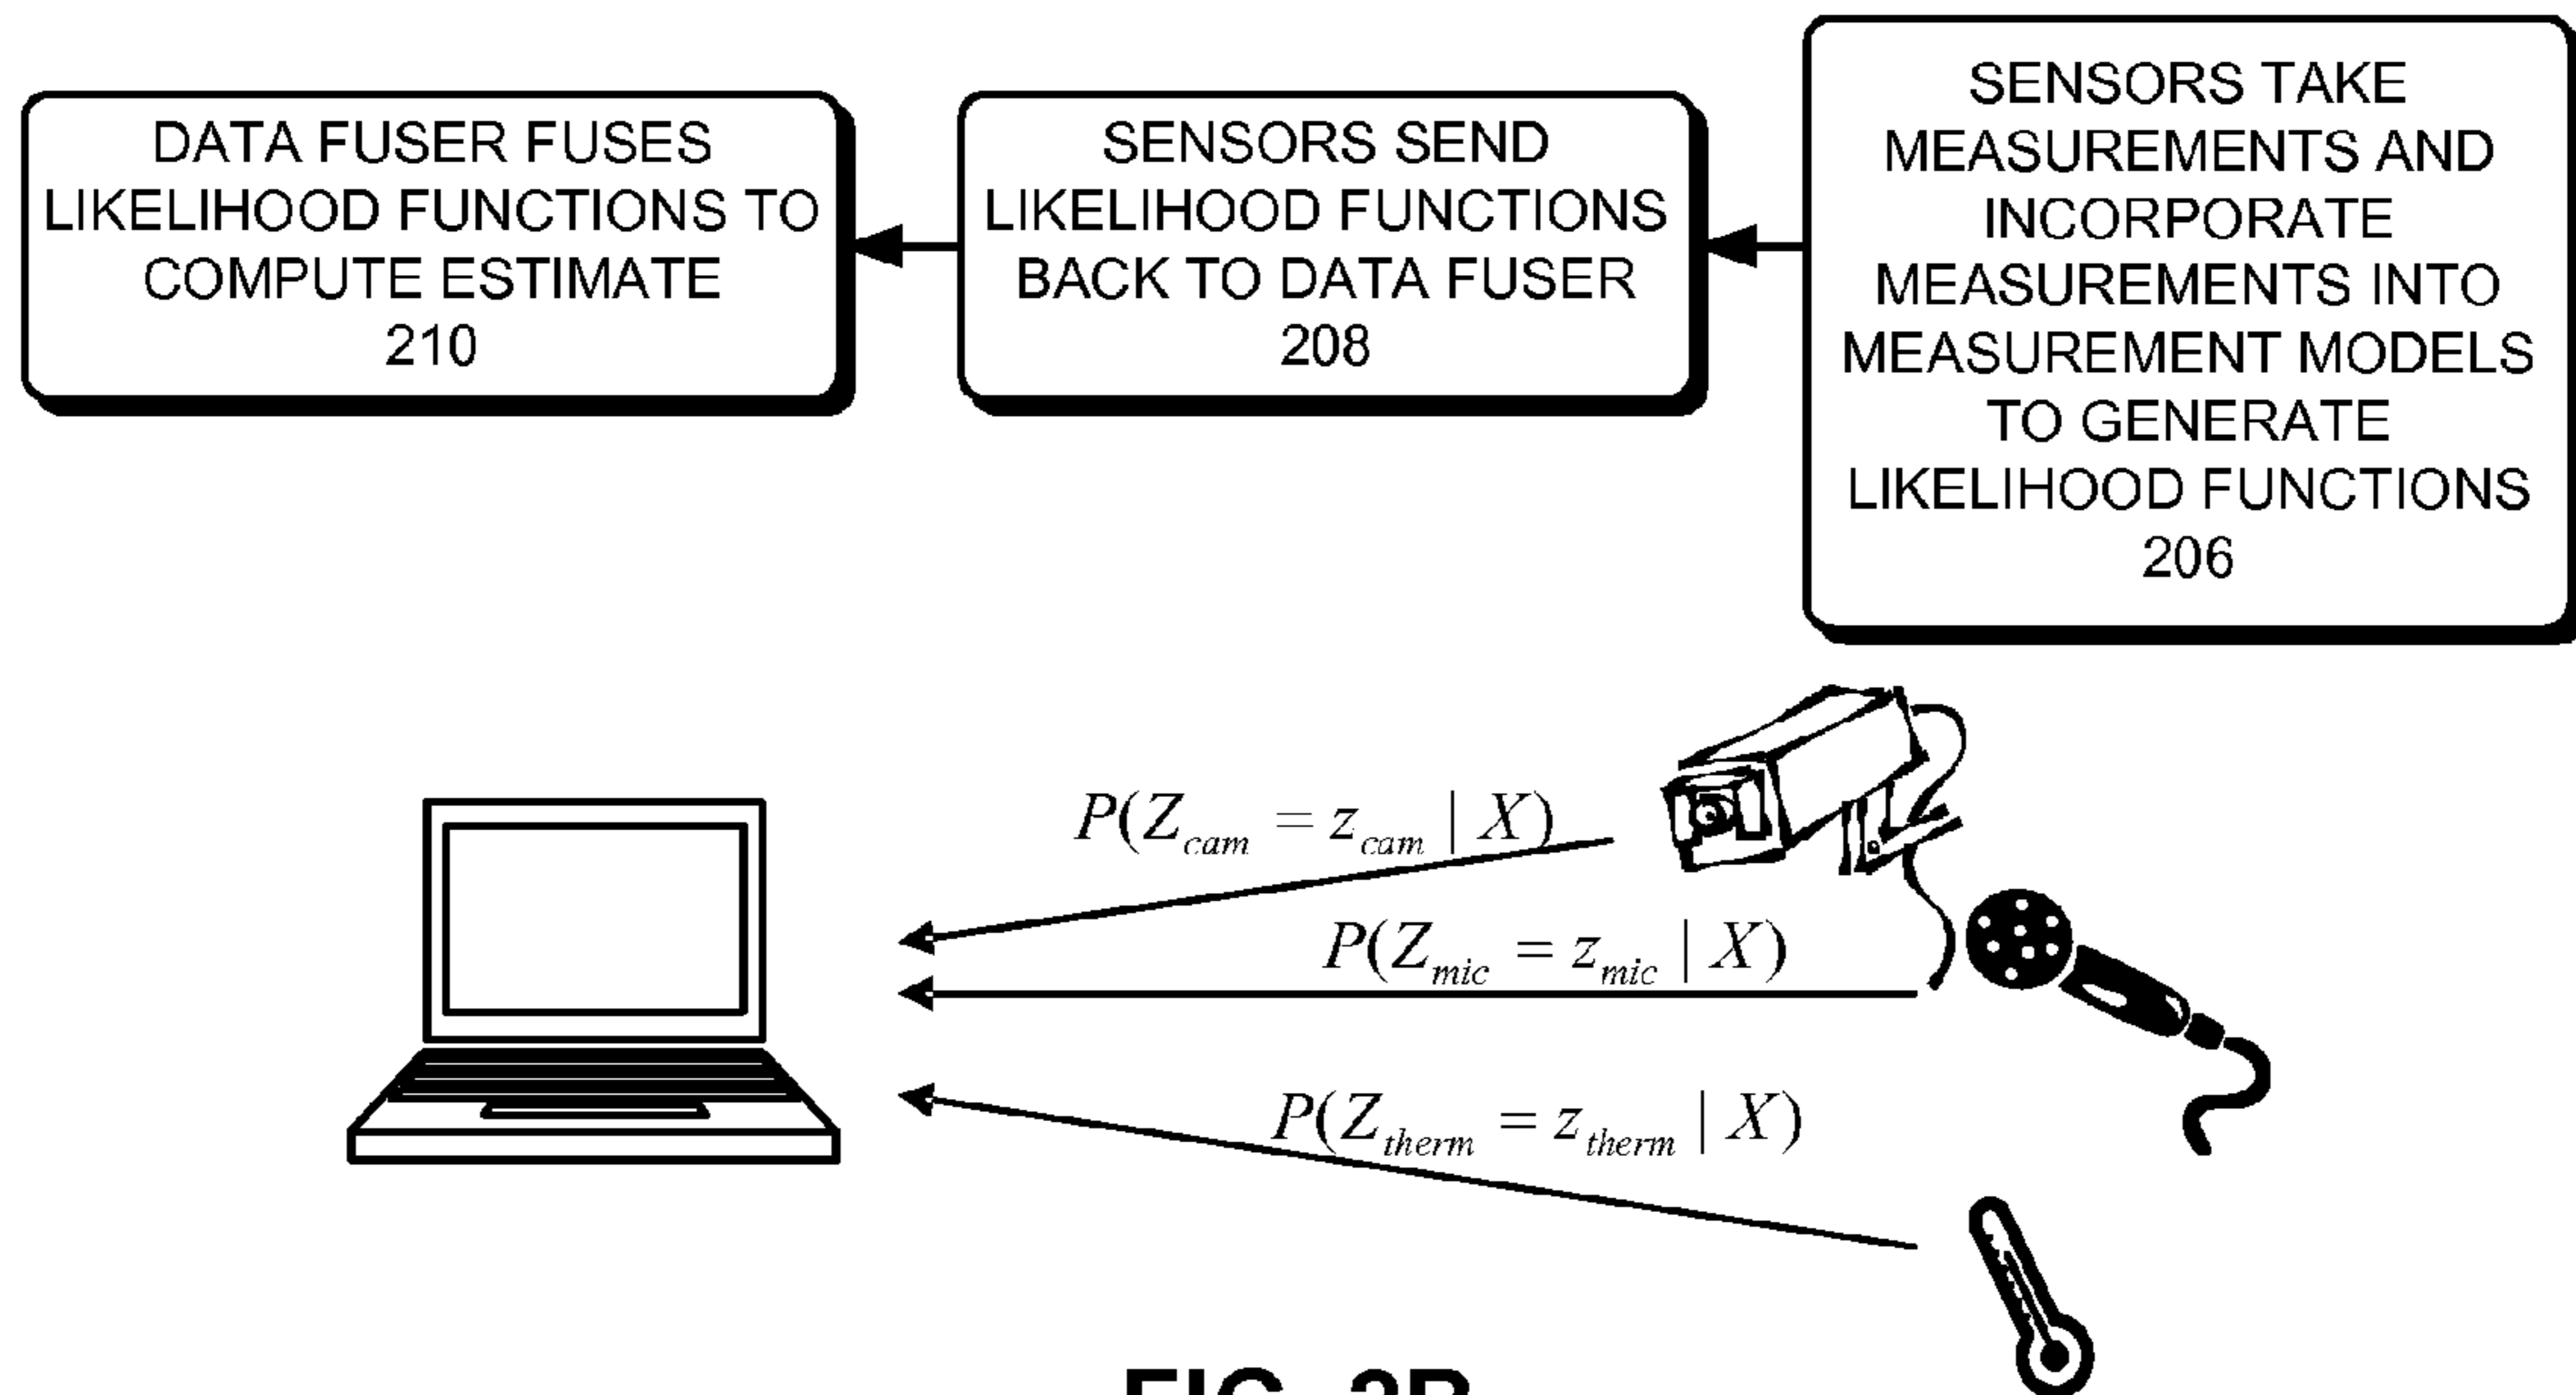 DATA FUSER FUSES
LIKELIHOOD FUNCTIONS TO
COMPUTE ESTIMATE
210
SENSORS SEND
LIKELIHOOD FUNCTIONS
BACK TO DATA FUSER
208
SENSORS TAKE
MEASUREMENTS AND
INCORPORATE
MEASUREMENTS INTO
MEASUREMENT MODELS
TO GENERATE
LIKELIHOOD FUNCTIONS
206
P(Z_cam = z_cam | X)
P(Z_mic = z_mic | X)
P(Z_therm = z_therm | X)
FIG. 2B